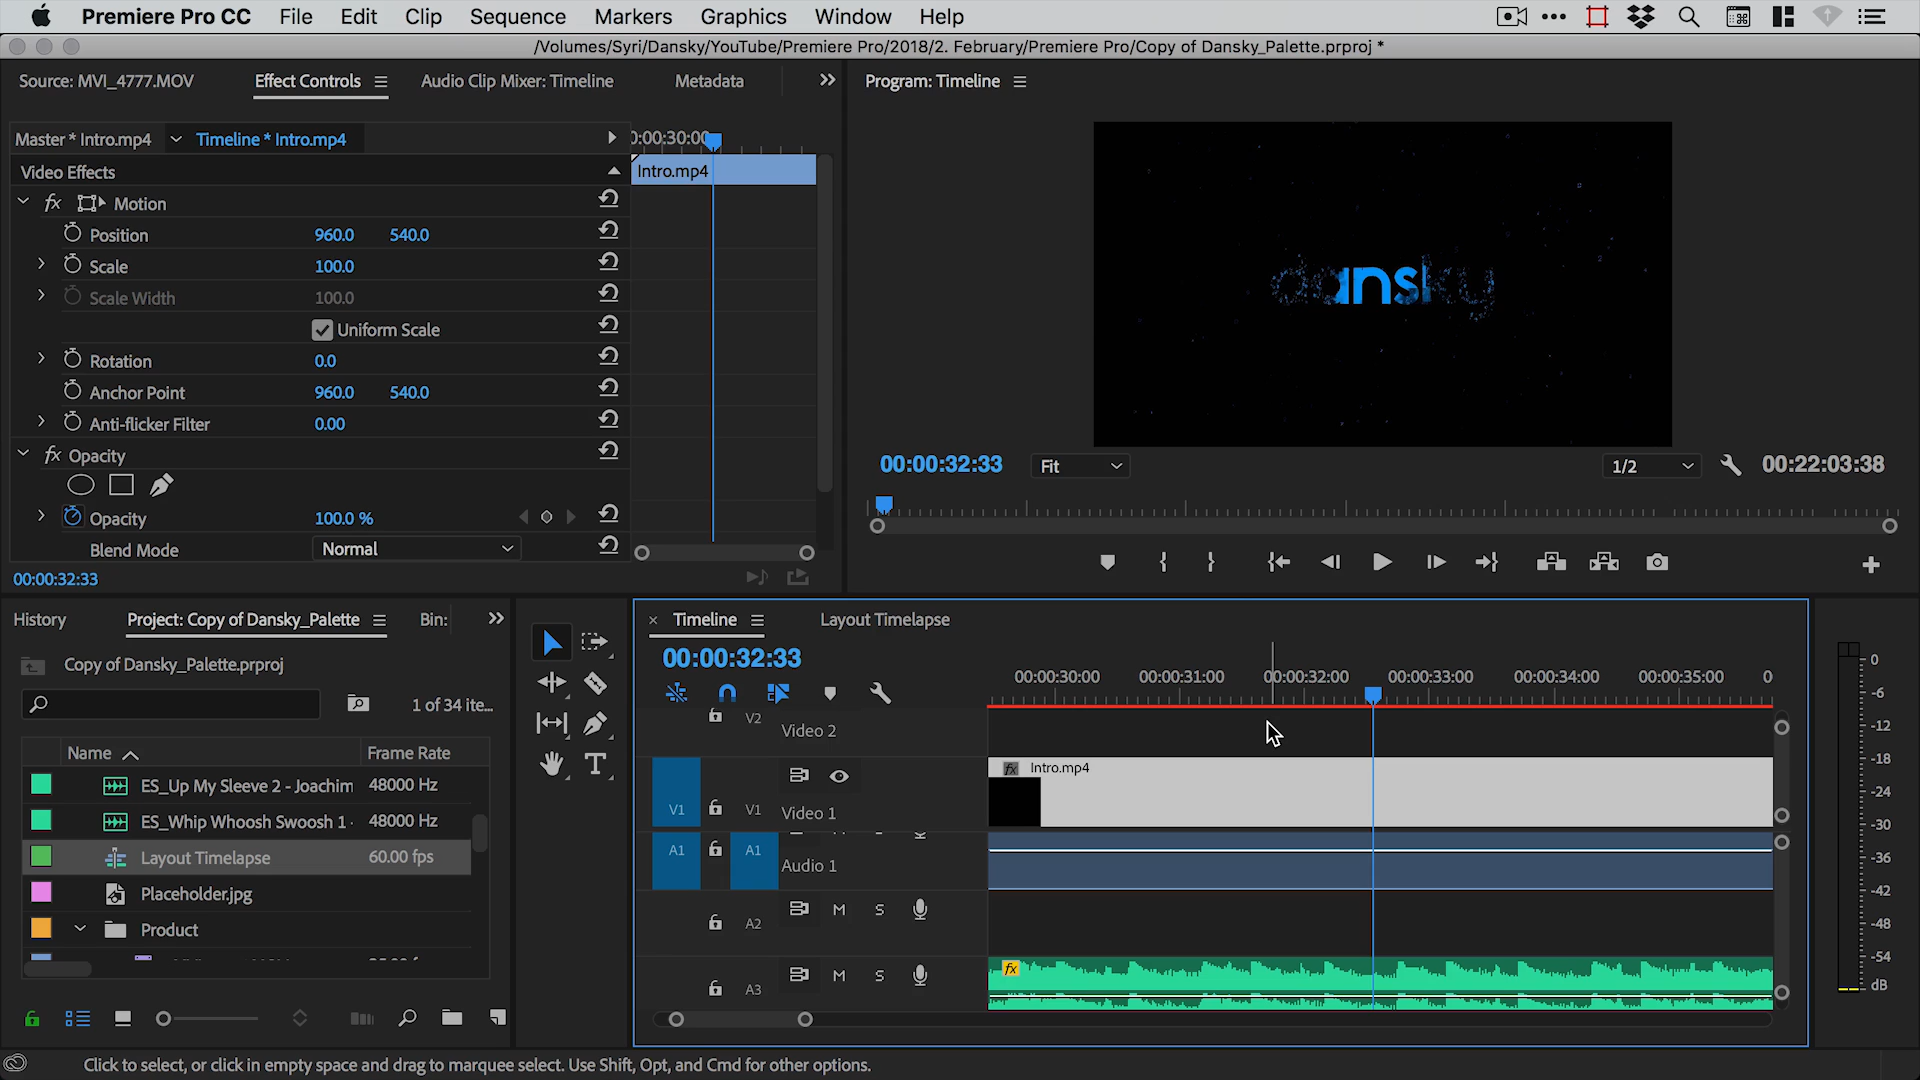 Premiere Pro CC File Edit Clip Sequence Markers Graphics Window Help
/Volumes/Syri/Dansky/YouTube/Premiere Pro/2018/2. February/Premiere Pro/Copy of Dansky_Palette.prproj *
Source: MVI_4777.MOV Effect Controls Audio Clip Mixer: Timeline Metadata
Program: Timeline
Master * Intro.mp4 Timeline * Intro.mp4
0:00:30:00
Intro.mp4
Video Effects
fx Motion
Position 960.0 540.0
Scale 100.0
Scale Width 100.0
Uniform Scale
Rotation 0.0
Anchor Point 960.0 540.0
Anti-flicker Filter 0.00
fx Opacity
Opacity 100.0 %
Blend Mode Normal
00:00:32:33
dansky
00:00:32:33 Fit 1/2 00:22:03:38
History Project: Copy of Dansky_Palette Bin:
Copy of Dansky_Palette.prproj
1 of 34 ite...
Name Frame Rate
ES_Up My Sleeve 2 - Joachim 48000 Hz
ES_Whip Whoosh Swoosh 1 - 48000 Hz
Layout Timelapse 60.00 fps
Placeholder.jpg
Product
Timeline Layout Timelapse
00:00:32:33
00:00:30:00 00:00:31:00 00:00:32:00 00:00:33:00 00:00:34:00 00:00:35:00 0
V2 Video 2
fx Intro.mp4
V1 V1 Video 1
A1 A1 Audio 1
A2 M S
A3 M S
fx
0
-6
-12
-18
-24
-30
-36
-42
-48
-54
dB
Click to select, or click in empty space and drag to marquee select. Use Shift, Opt, and Cmd for other options.